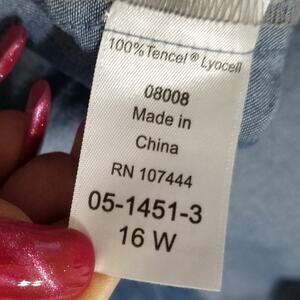 100% Tencel® Lyocell
08008
Made in
China
RN 107444
05-1451-3
16 W